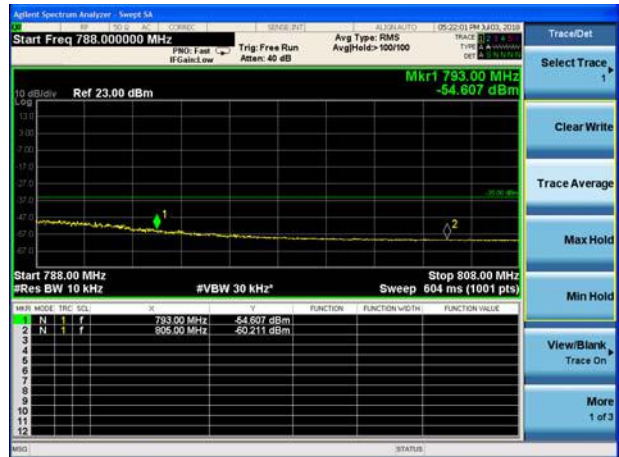 Agilent Spectrum Analyzer - Swept SA
RF 50 Ω AC CORREC SENSE:INT ALIGN AUTO 05:22:01 PM Jul 03, 2018
Start Freq 788.000000 MHz
PNO: Fast
IFGain:Low
Trig: Free Run
Atten: 40 dB
Avg Type: RMS
Avg|Hold:>100/100
TRACE 1 2 3 4 5 6
TYPE
DET
Mkr1 793.00 MHz
-54.607 dBm
10 dB/div Ref 23.00 dBm
Log
13.0
3.00
-7.00
-17.0
-27.0
-37.0
-47.0
-57.0
-67.0
1
2
Start 788.00 MHz
Stop 808.00 MHz
#Res BW 10 kHz
#VBW 30 kHz*
Sweep 604 ms (1001 pts)
MKR MODE TRC SCL X Y FUNCTION FUNCTION WIDTH FUNCTION VALUE
1 N 1 f 793.00 MHz -54.607 dBm
2 N 1 f 805.00 MHz -60.211 dBm
3
4
5
6
7
8
9
10
11
12
MSG
STATUS
Trace/Det
Select Trace
1
Clear Write
Trace Average
Max Hold
Min Hold
View/Blank
Trace On
More
1 of 3